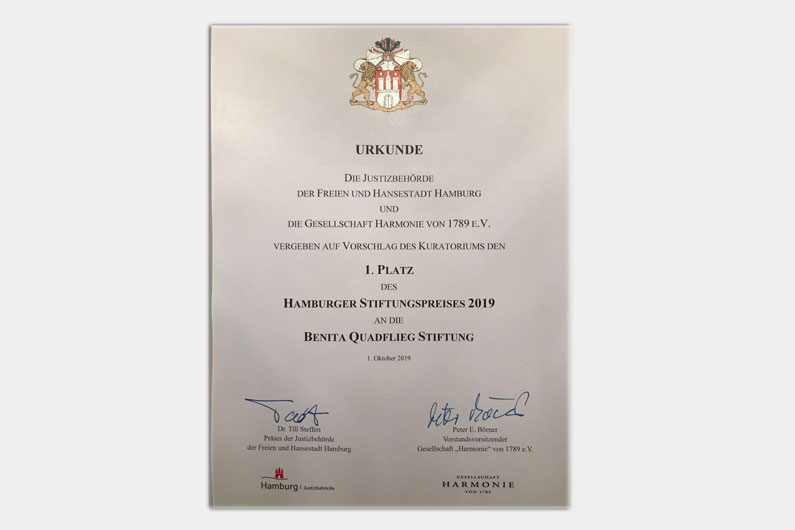 URKUNDE
DIE JUSTIZBEHÖRDE
DER FREIEN UND HANSESTADT HAMBURG
UND
DIE GESELLSCHAFT HARMONIE VON 1789 E.V.
VERGEBEN AUF VORSCHLAG DES KURATORIUMS DEN
1. PLATZ
DES
HAMBURGER STIFTUNGSPREISES 2019
AN DIE
BENITA QUADFLIEG STIFTUNG
1. Oktober 2019
Dr. Till Steffen
Präses der Justizbehörde
der Freien und Hansestadt Hamburg
Peter E. Börner
Vorstandsvorsitzender
Gesellschaft „Harmonie" von 1789 e.V.
Hamburg | Justizbehörde
GESELLSCHAFT
HARMONIE
VON 1789